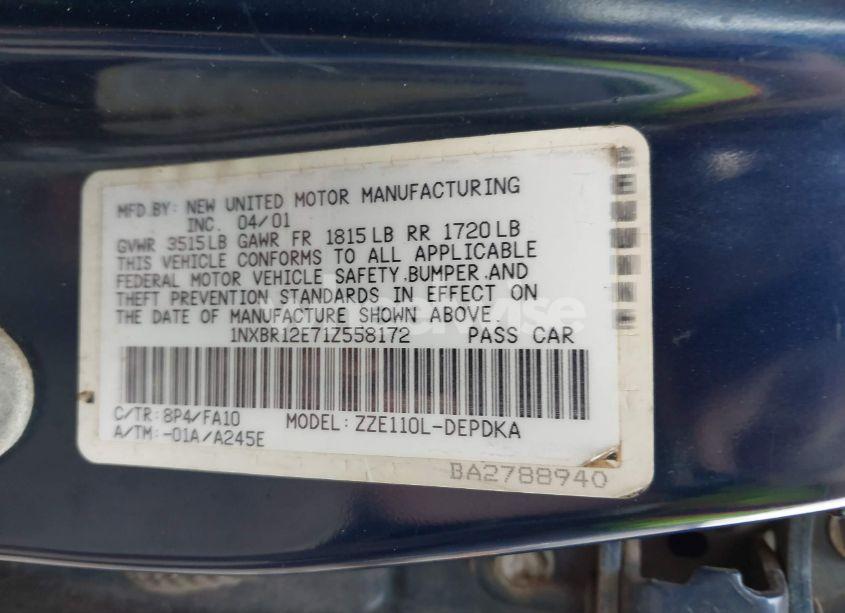 MFD.BY: NEW UNITED MOTOR MANUFACTURING
INC. 04/01
GVWR 3515LB GAWR FR 1815LB RR 1720LB
THIS VEHICLE CONFORMS TO ALL APPLICABLE
FEDERAL MOTOR VEHICLE SAFETY,BUMPER,AND
THEFT PREVENTION STANDARDS IN EFFECT ON
THE DATE OF MANUFACTURE SHOWN ABOVE.
1NXBR12E71Z558172 PASS CAR
C/TR:8P4/FA10 MODEL:ZZE110L-DEPDKA
A/TM:-01A/A245E
BA2788940